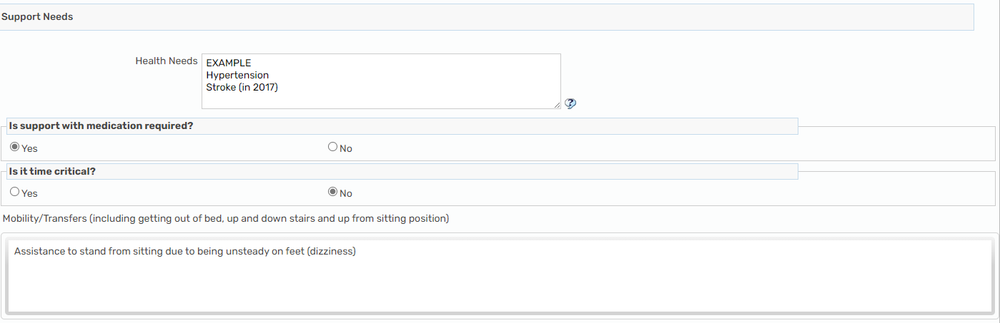 Support Needs
Health Needs
EXAMPLE
Hypertension
Stroke (in 2017)
?
Is support with medication required?
Yes No
Is it time critical?
Yes No
Mobility/Transfers (including getting out of bed, up and down stairs and up from sitting position)
Assistance to stand from sitting due to being unsteady on feet (dizziness)